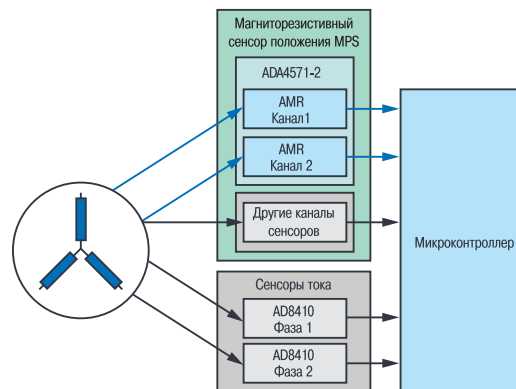 Магниторезистивный
сенсор положения MPS
ADA4571-2
AMR
Канал1
AMR
Канал 2
Другие каналы
сенсоров
Микроконтроллер
Сенсоры тока
AD8410
Фаза 1
AD8410
Фаза 2